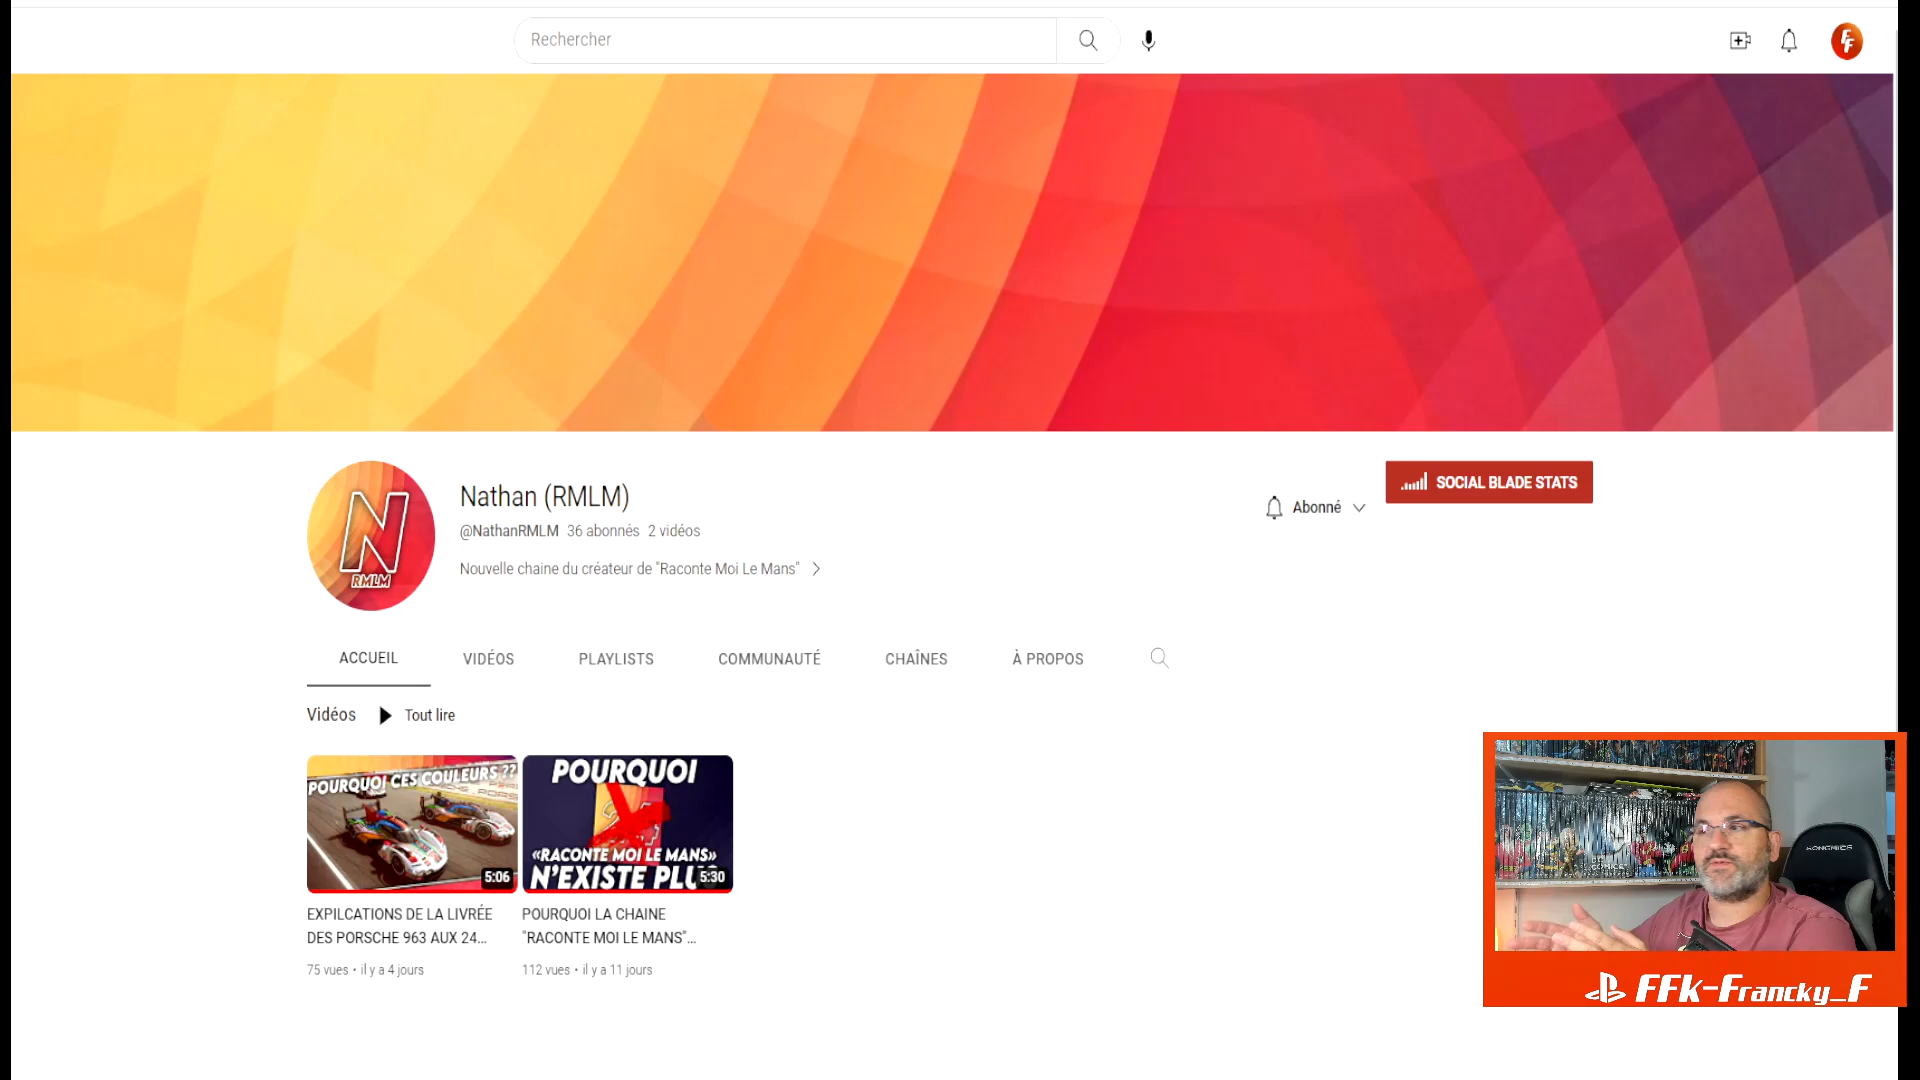 Rechercher
SOCIAL BLADE STATS
Nathan (RMLM)
Abonné
@NathanRMLM 36 abonnés 2 vidéos
Nouvelle chaine du créateur de "Raconte Moi Le Mans"
N
RMLM
ACCUEIL VIDÉOS PLAYLISTS COMMUNAUTÉ CHAÎNES À PROPOS
Vidéos Tout lire
POURQUOI CES COULEURS ??
5:06
POURQUOI
«RACONTE MOI LE MANS»
N'EXISTE PLU
5:30
EXPILCATIONS DE LA LIVRÉE
DES PORSCHE 963 AUX 24...
75 vues • il y a 4 jours
POURQUOI LA CHAINE
"RACONTE MOI LE MANS"...
112 vues • il y a 11 jours
FFK-Francky_F